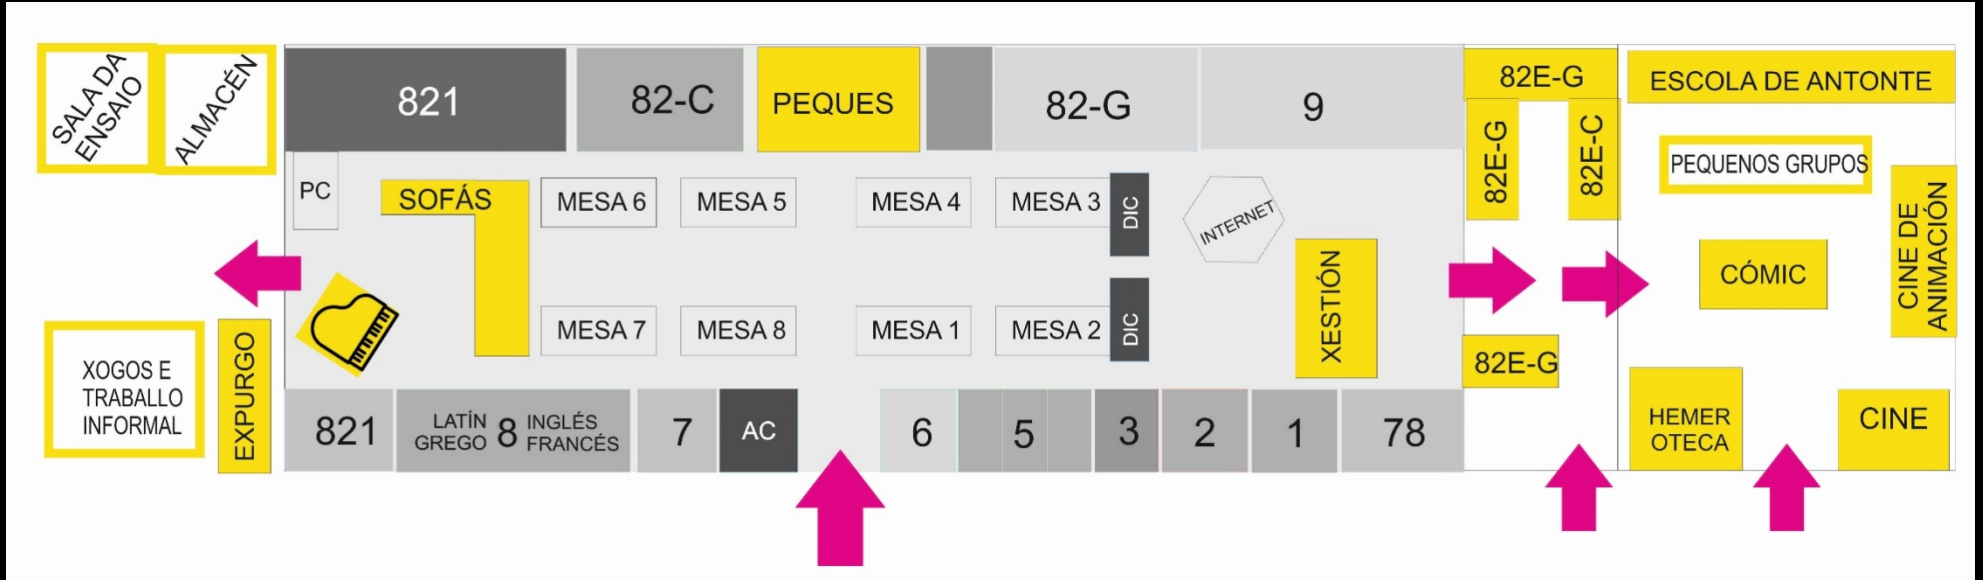 SALA DA
ENSAIO
ALMACÉN
821
82-C
PEQUES
82-G
9
82E-G
ESCOLA DE ANTONTE
82E-G
82E-C
PEQUENOS GRUPOS
PC
SOFÁS
MESA 6
MESA 5
MESA 4
MESA 3
DIC
INTERNET
CINE DE
ANIMACIÓN
XESTIÓN
CÓMIC
MESA 7
MESA 8
MESA 1
MESA 2
DIC
82E-G
XOGOS E
TRABALLO
INFORMAL
EXPURGO
821
LATÍN
GREGO
8
INGLÉS
FRANCÉS
7
AC
6
5
3
2
1
78
HEMER
OTECA
CINE